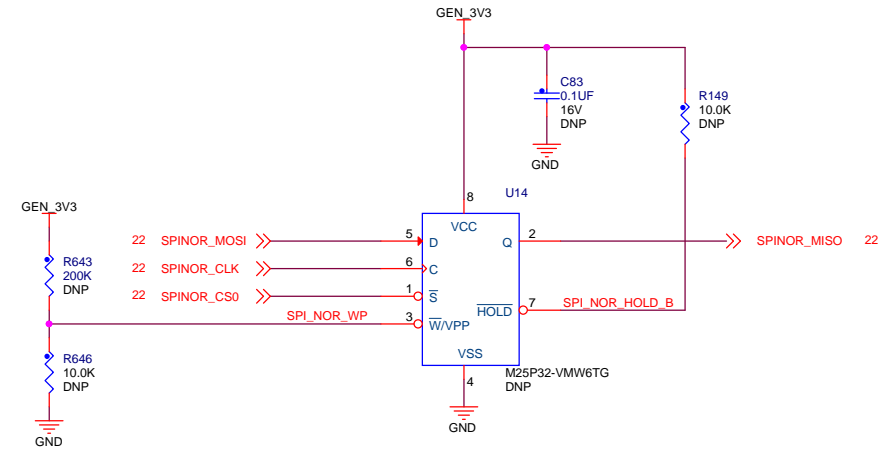 GEN_3V3
C83
0.1UF
16V
DNP
R149
10.0K
DNP
GND
U14
GEN_3V3
8
VCC
22 SPINOR_MOSI 5 D Q 2 SPINOR_MISO 22
R643
200K
DNP
22 SPINOR_CLK 6 C
22 SPINOR_CS0 1 S
HOLD 7 SPI_NOR_HOLD_B
SPI_NOR_WP 3 W/VPP
VSS
R646
10.0K
DNP
4
M25P32-VMW6TG
DNP
GND
GND